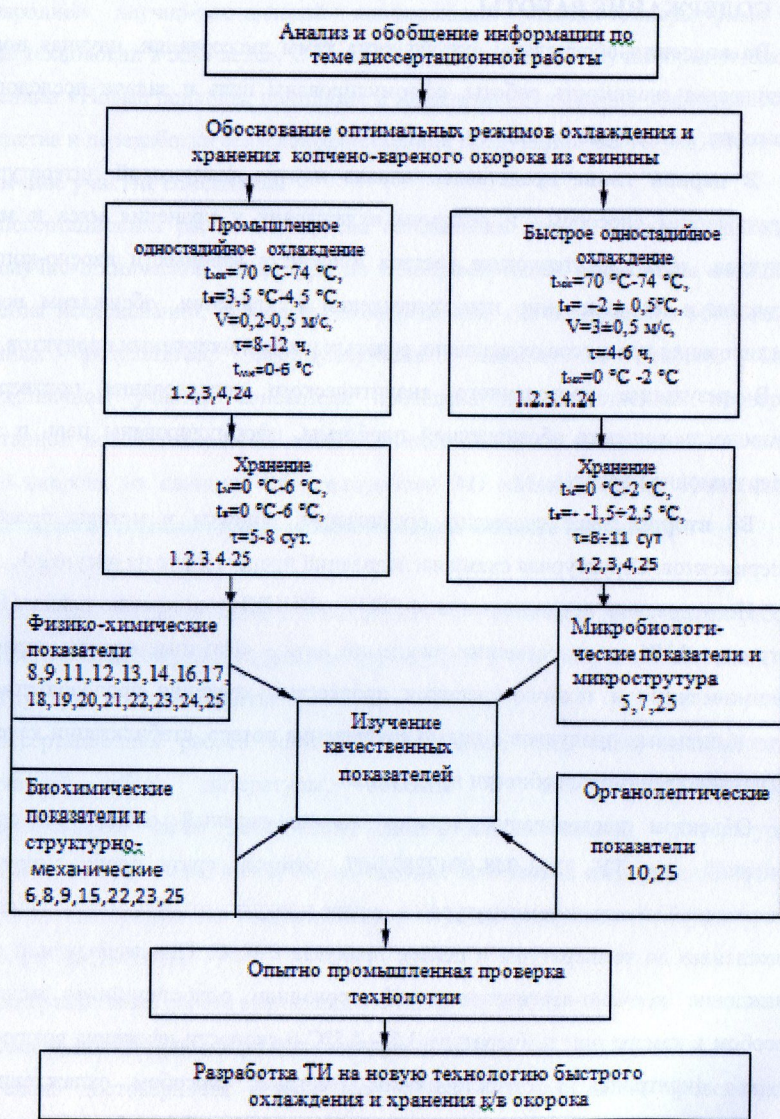 Анализ и обобщение информации по
теме диссертационной работы
Обоснование оптимальных режимов охлаждения и
хранения копчено-вареного окорока из свинины
Промышленное
одностадийное охлаждение
=70 °C-74 °C,
=3,5 °C-4,5 °C,
V=0,2-0,5 м/с,
τ=8-12 ч,
=0-6 °C
1.2,3,4,24
Быстрое одностадийное
охлаждение
=70 °C-74 °C,
-2 ± 0,5°C,
V=3±0,5 м/с,
τ=4-6 ч,
=0 °C -2 °C
1.2.3.4.24
Хранение
=0 °C-6 °C,
=0 °C-6 °C,
τ=5-8 сут.
1.2.3.4.25
Хранение
=0 °C-2 °C,
-1,5÷2,5 °C,
τ=8÷11 сут
1,2,3,4,25
Физико-химические
показатели
8,9,11,12,13,14,16,17,
18,19,20,21,22,23,24,25
Микробиологи-
ческие показатели и
микрострутура
5,7,25
Изучение
качественных
показателей
Биохимические
показатели и
структурно-
механические
6,8,9,15,22,23,25
Органолептические
показатели
10,25
Опытно промышленная проверка
технологии
Разработка ТИ на новую технологию быстрого
охлаждения и хранения к/в окорока